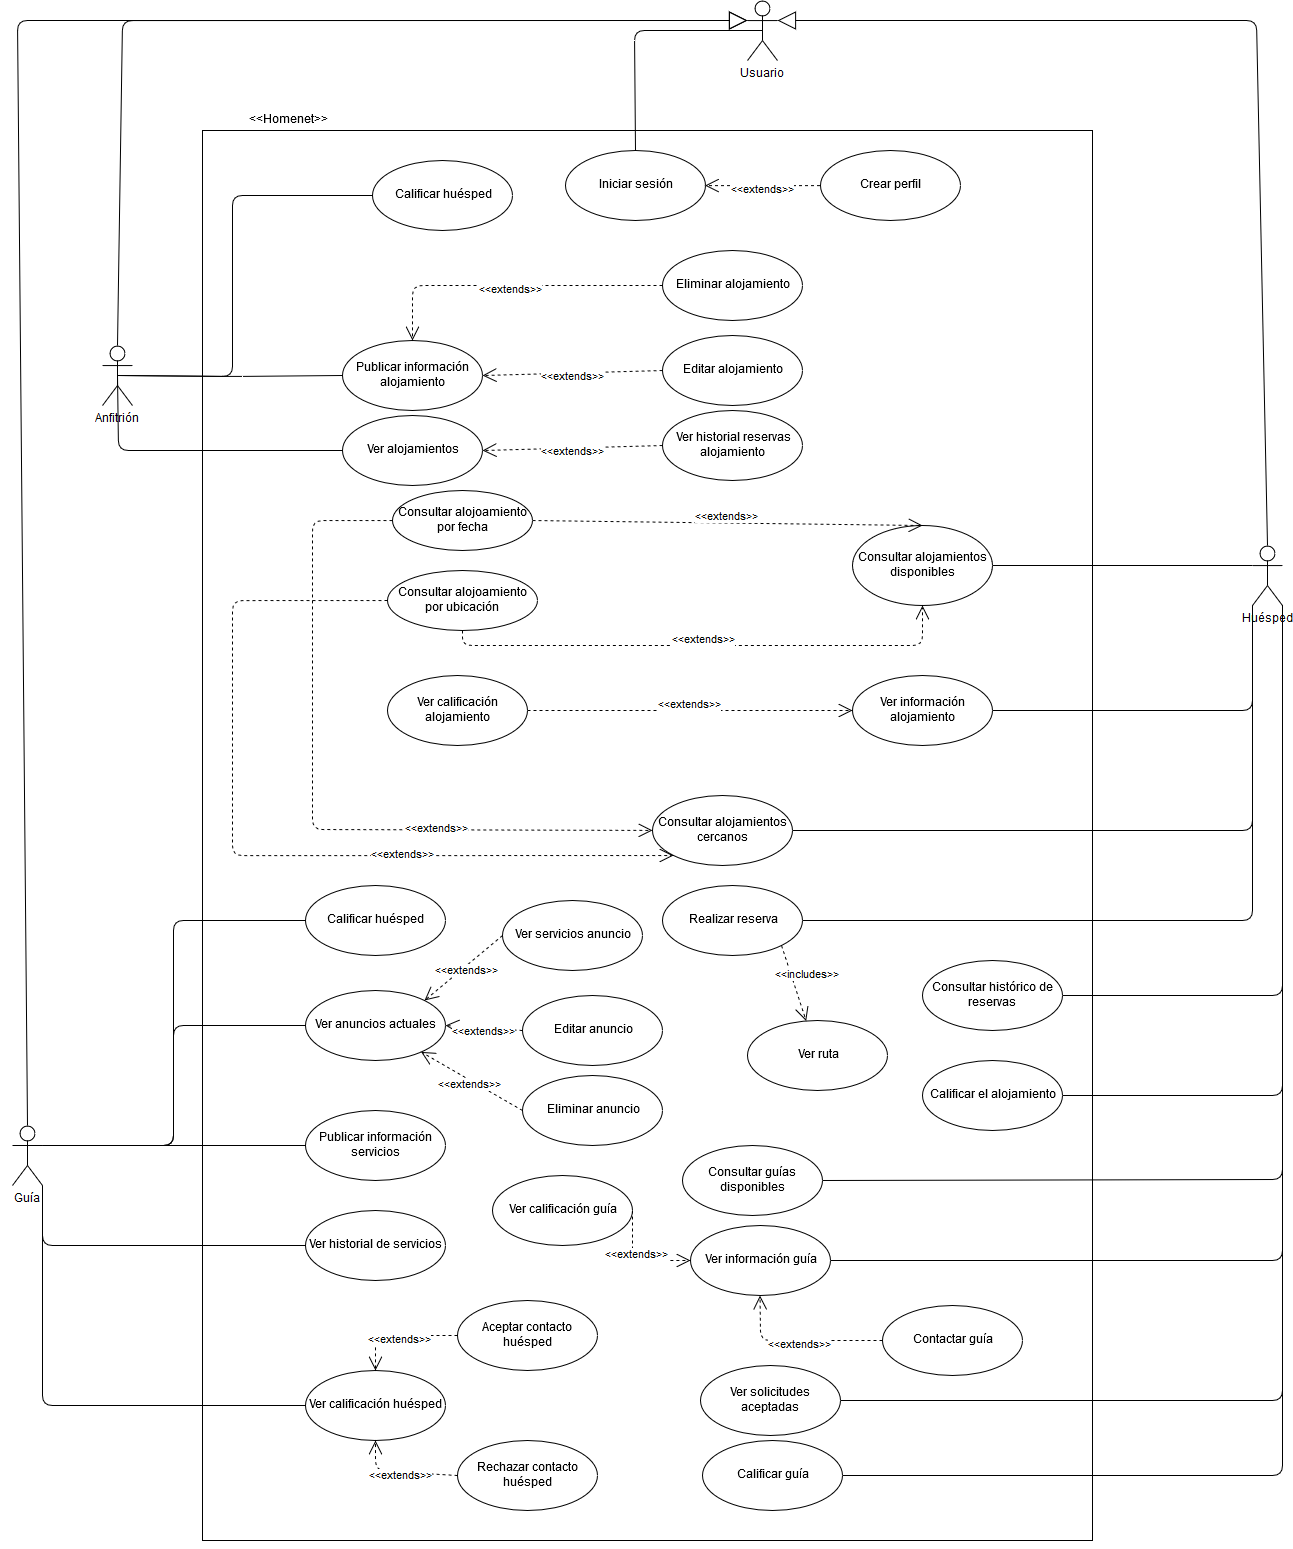 Usuario
<<Homenet>>
Calificar huésped
Iniciar sesión
<<extends>>
Crear perfil
Eliminar alojamiento
<<extends>>
Publicar información
alojamiento
<<extends>>
Editar alojamiento
Anfitrión
Ver alojamientos
<<extends>>
Ver historial reservas
alojamiento
Consultar alojoamiento
por fecha
<<extends>>
Consultar alojamientos
disponibles
Consultar alojoamiento
por ubicación
<<extends>>
Huésped
Ver calificación
alojamiento
<<extends>>
Ver información
alojamiento
<<extends>>
Consultar alojamientos
cercanos
<<extends>>
Calificar huésped
Ver servicios anuncio
Realizar reserva
<<extends>>
<<includes>>
Consultar histórico de
reservas
Ver anuncios actuales
<<extends>>
Editar anuncio
Ver ruta
<<extends>>
Eliminar anuncio
Calificar el alojamiento
Publicar información
servicios
Guía
Consultar guías
disponibles
Ver calificación guía
Ver historial de servicios
<<extends>>
Ver información guía
Aceptar contacto
huésped
<<extends>>
<<extends>>
Contactar guía
Ver calificación huésped
Ver solicitudes
aceptadas
<<extends>>
Rechazar contacto
huésped
Calificar guía